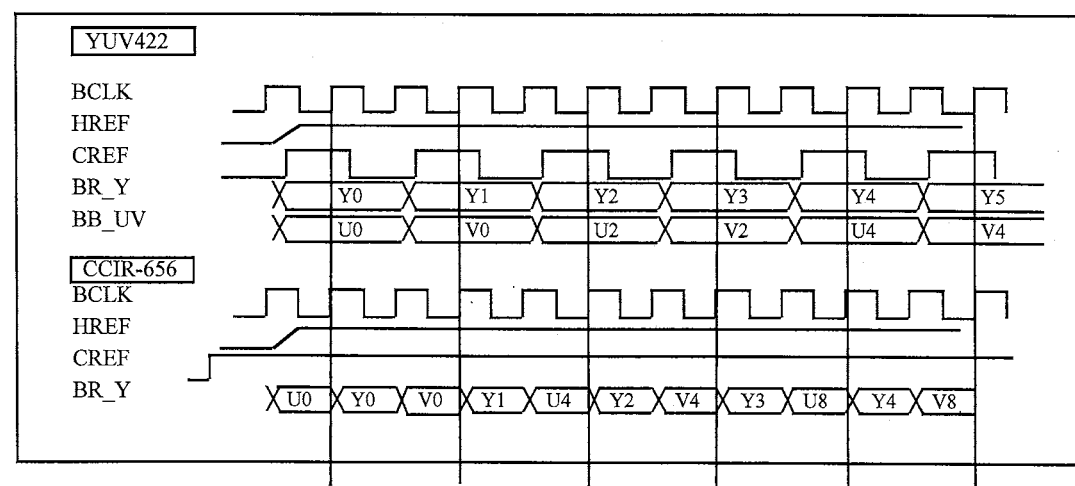 YUV422
BCLK
HREF
CREF
BR_Y Y0 Y1 Y2 Y3 Y4 Y5
BB_UV U0 V0 U2 V2 U4 V4
CCIR-656
BCLK
HREF
CREF
BR_Y U0 Y0 V0 Y1 U4 Y2 V4 Y3 U8 Y4 V8